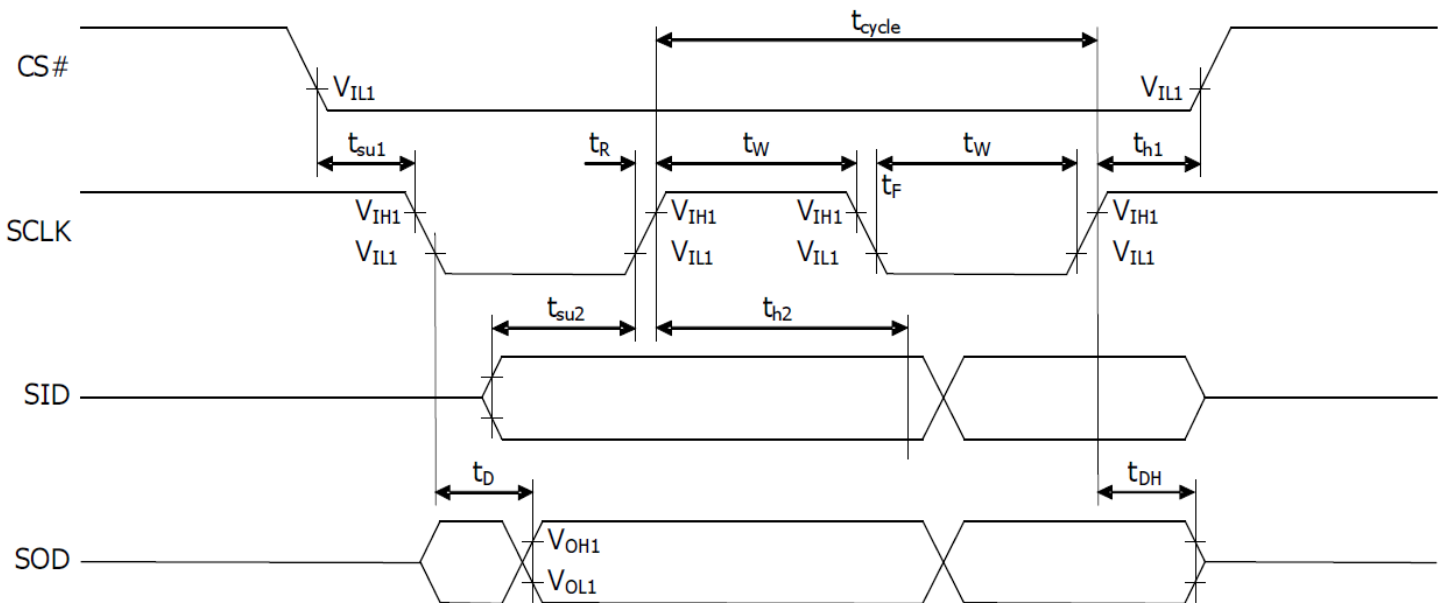 t_cycle
CS#
V_IL1 V_IL1
t_su1 t_R t_W t_W t_h1
t_F
SCLK
V_IH1 V_IH1 V_IH1 V_IH1
V_IL1 V_IL1 V_IL1 V_IL1
t_su2 t_h2
SID
t_D t_DH
SOD
V_OH1
V_OL1